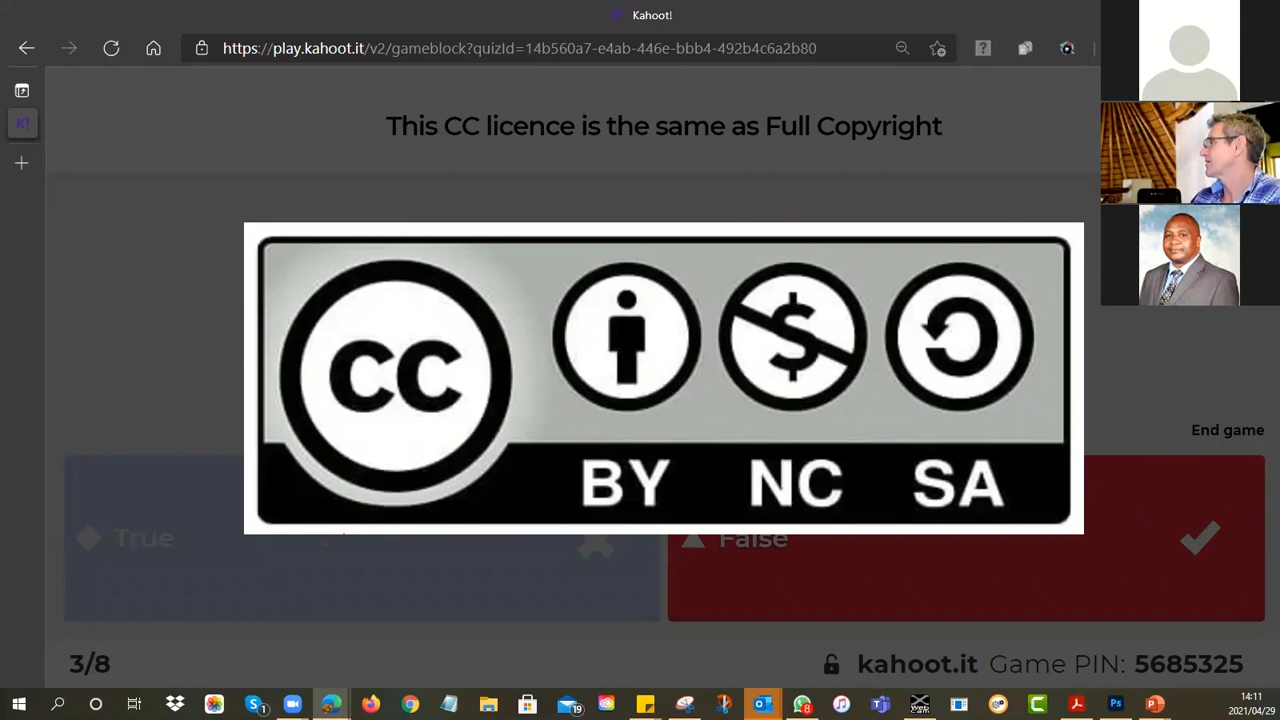 Kahoot!
https://play.kahoot.it/v2/gameblock?quizId=14b560a7-e4ab-446e-bbb4-492b4c6a2b80
K!
This CC licence is the same as Full Copyright
CC
BY NC SA
End game
True
False
3/8
kahoot.it Game PIN: 5685325
14:11
2021/04/29